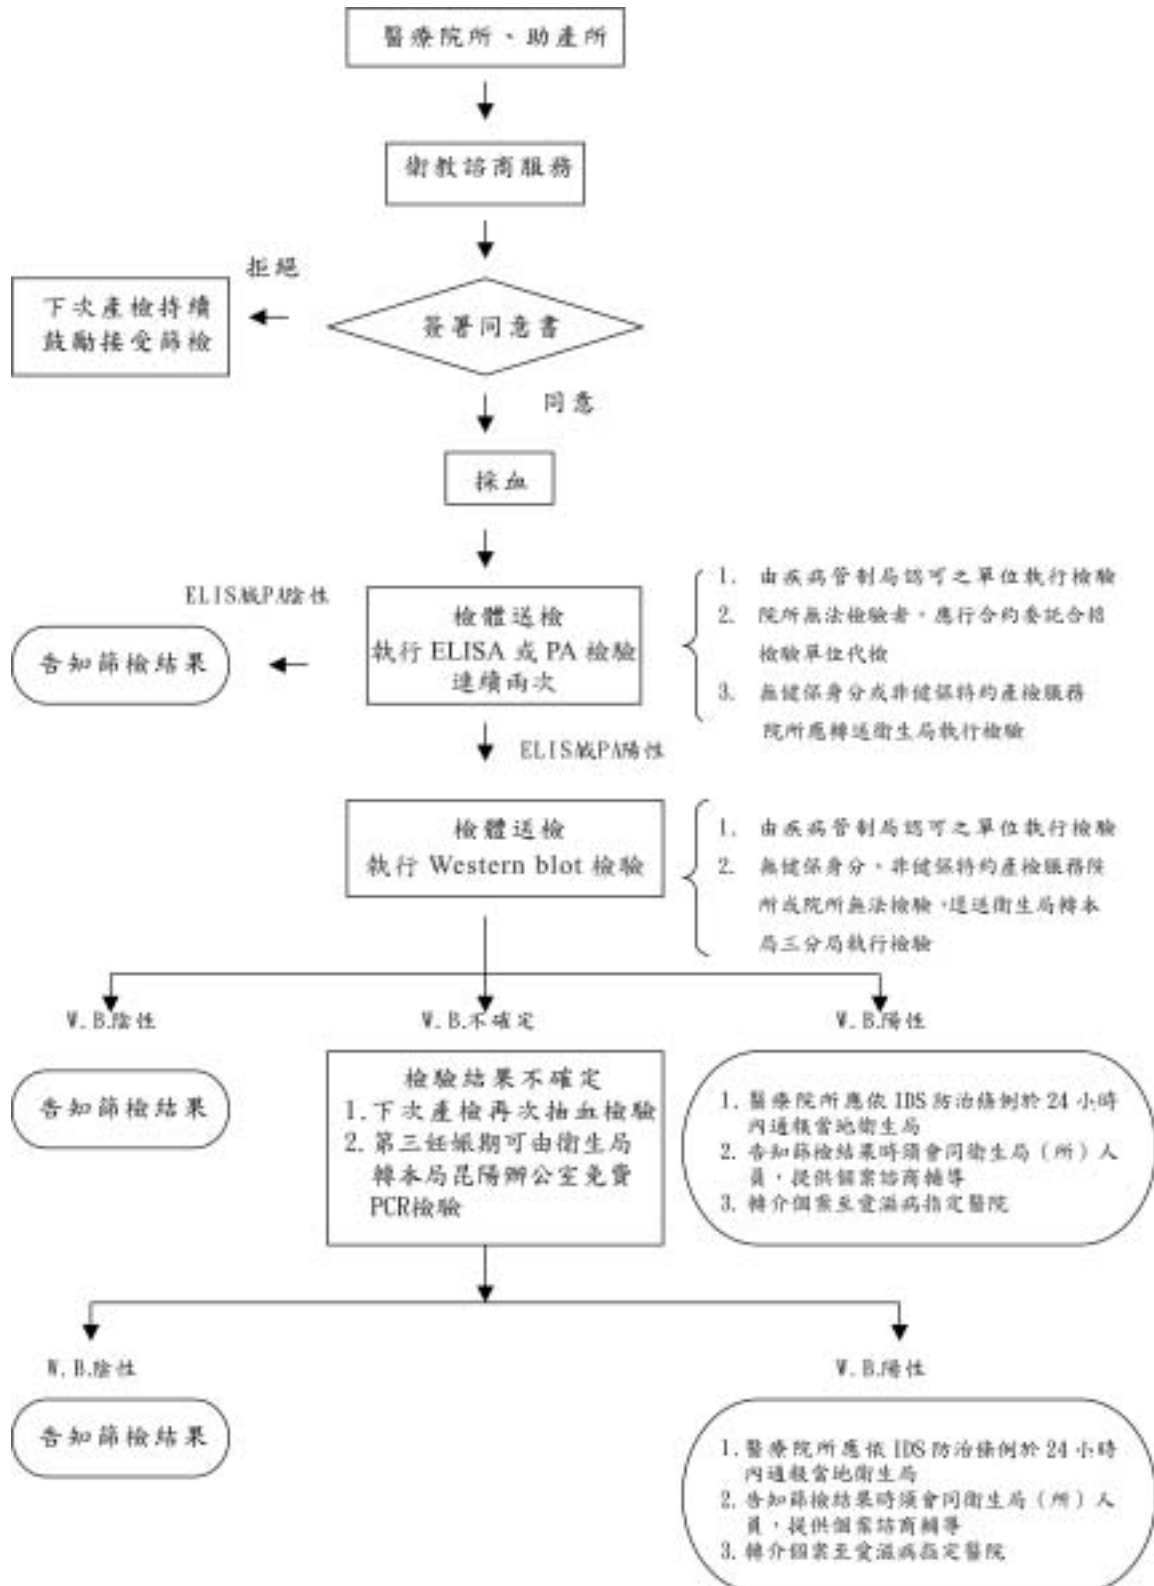 醫療院所、助產所
衛教諮商服務
拒絕
下次產檢持續
鼓勵接受篩檢
簽署同意書
同意
採血
ELISA或PA陰性
告知篩檢結果
檢體送檢
執行 ELISA 或 PA 檢驗
連續兩次
1. 由疾病管制局認可之單位執行檢驗
2. 院所無法檢驗者，應行合約委託合格
檢驗單位代檢
3. 無健保身分或非健保特約產檢服務
院所應轉送衛生局執行檢驗
ELISA或PA陽性
檢體送檢
執行 Western blot 檢驗
1. 由疾病管制局認可之單位執行檢驗
2. 無健保身分、非健保特約產檢服務院
所或院所無法檢驗，逕送衛生局轉本
局三分局執行檢驗
W.B.陰性
W.B.不確定
W.B.陽性
告知篩檢結果
檢驗結果不確定
1.下次產檢再次抽血檢驗
2.第三妊娠期可由衛生局
轉本局昆陽辦公室免費
PCR檢驗
1.醫療院所應依 IDS 防治條例於 24 小時
內通報當地衛生局
2.告知篩檢結果時須會同衛生局（所）人
員，提供個案諮商輔導
3.轉介個案至愛滋病指定醫院
W.B.陰性
W.B.陽性
告知篩檢結果
1.醫療院所應依 IDS 防治條例於 24 小時
內通報當地衛生局
2.告知篩檢結果時須會同衛生局（所）人
員，提供個案諮商輔導
3.轉介個案至愛滋病指定醫院